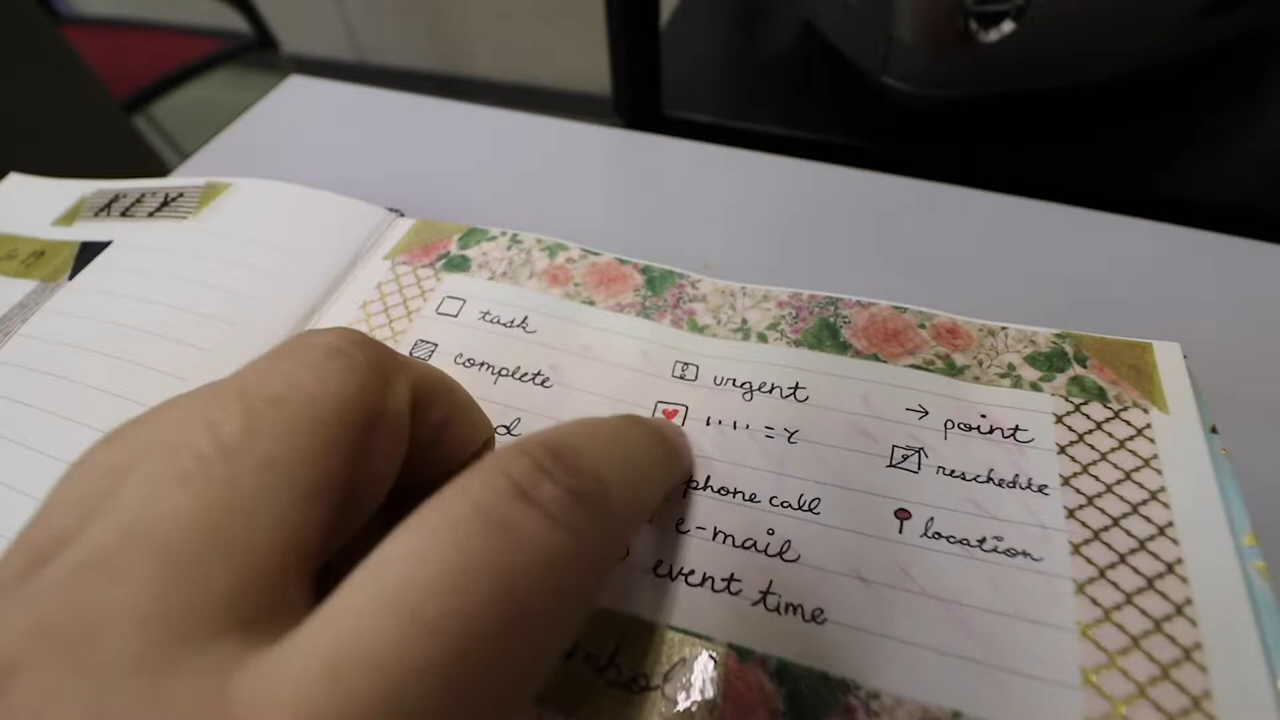 KEY
task
complete
urgent
phone call
e-mail
event time
point
reschedule
location